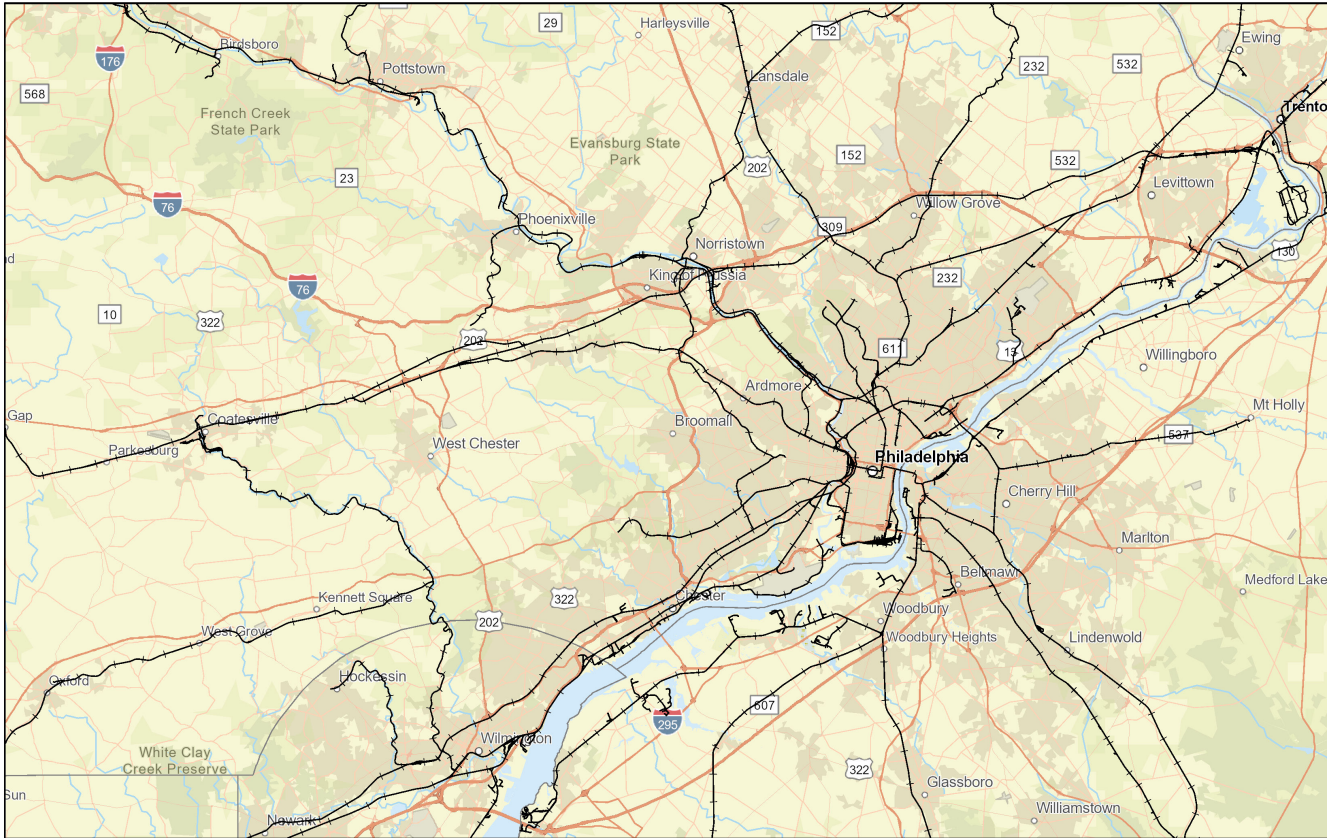 29
Harleysville
152
Ewing
176
Birdsboro
232
532
Pottstown
Lansdale
568
French Creek
State Park
Evansburg State
Park
Trento
152
532
23
202
Levittown
76
Phoenixville
Willow Grove
309
Norristown
130
King of Prussia
232
76
10
322
202
611
13
Willingboro
Ardmore
Gap
Coatesville
Broomall
Mt Holly
Parkesburg
West Chester
537
Philadelphia
Cherry Hill
Marlton
Bellmawr
Medford Lake
Kennett Square
322
Chester
Woodbury
202
West Grove
Woodbury Heights
Lindenwold
Oxford
Hockessin
607
295
Wilmington
White Clay
Creek Preserve
322
Glassboro
Sun
Williamstown
Newark